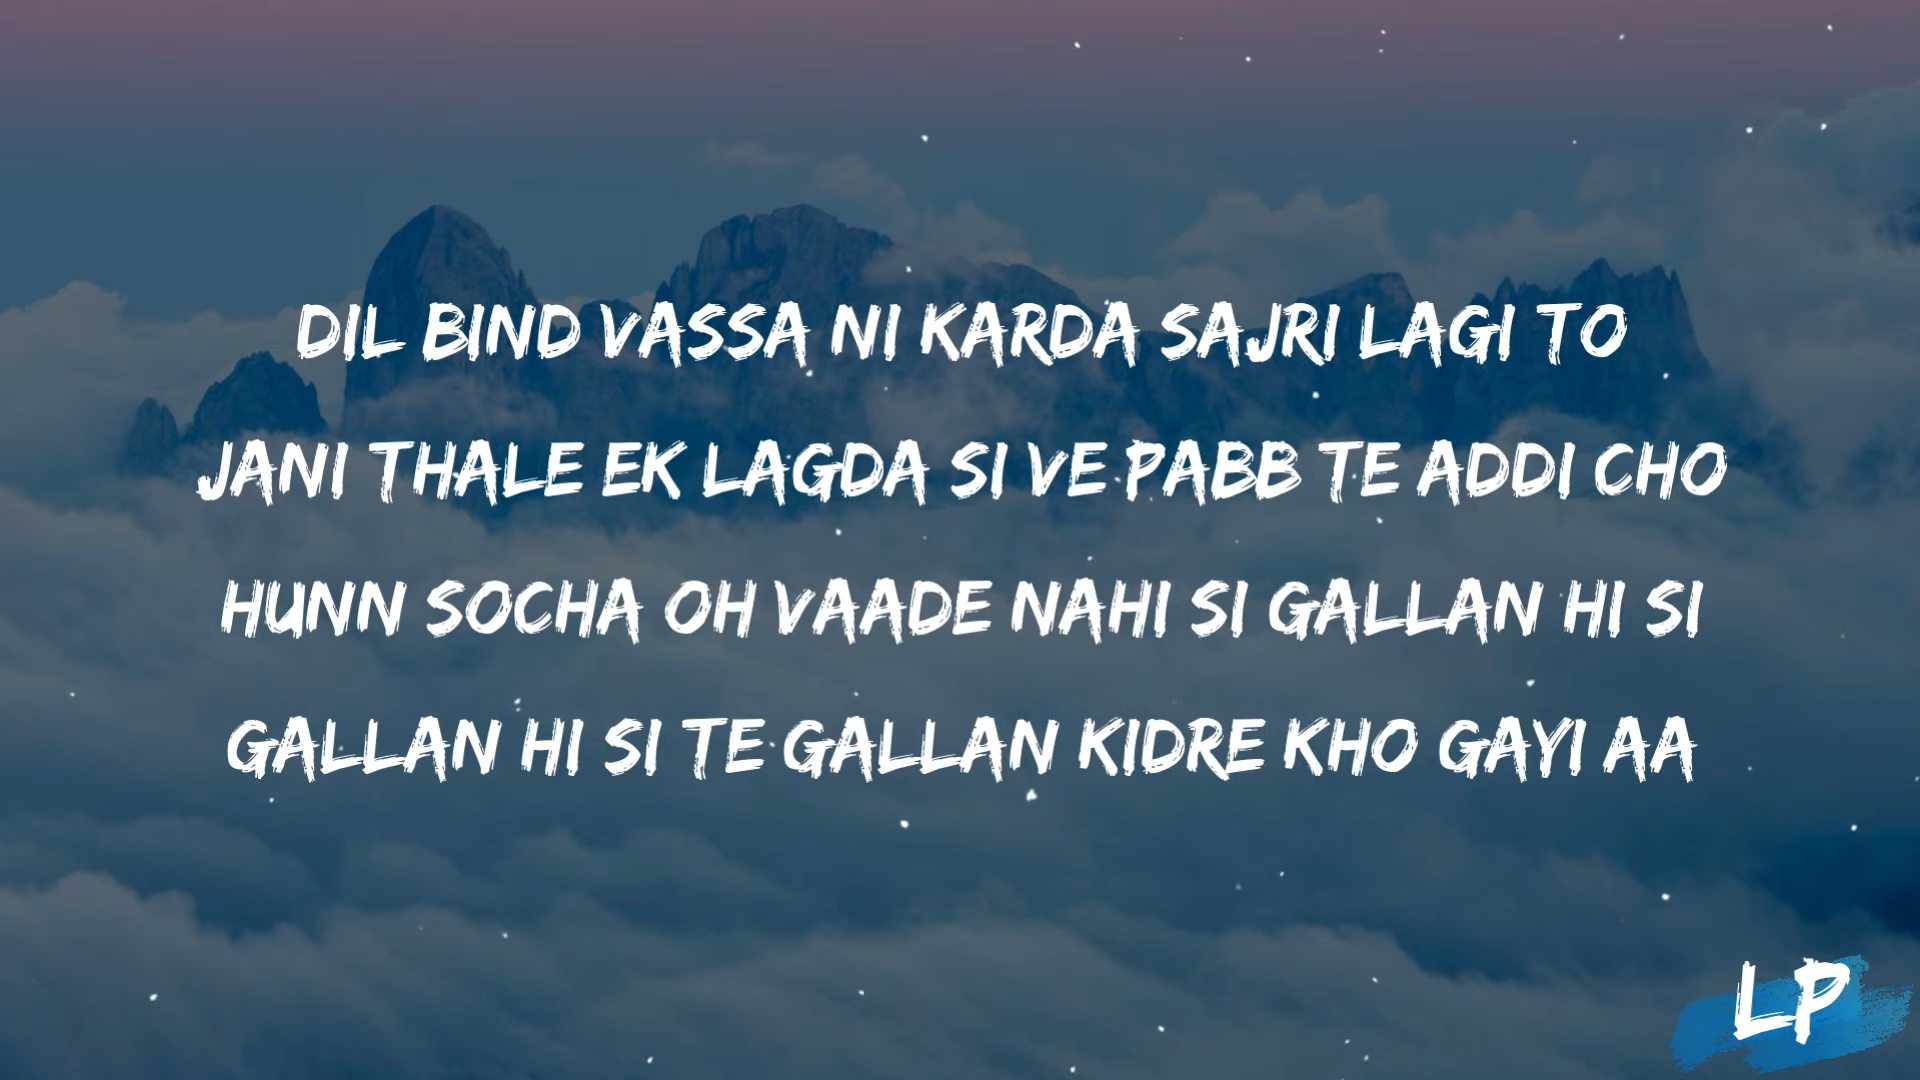 DIL BIND VASSA NI KARDA SAJRI LAGI TO
JANI THALE EK LAGDA SI VE PABB TE ADDI CHO
HUNN SOCHA OH VAADE NAHI SI GALLAN HI SI
GALLAN HI SI TE GALLAN KIDRE KHO GAYI AA
LP